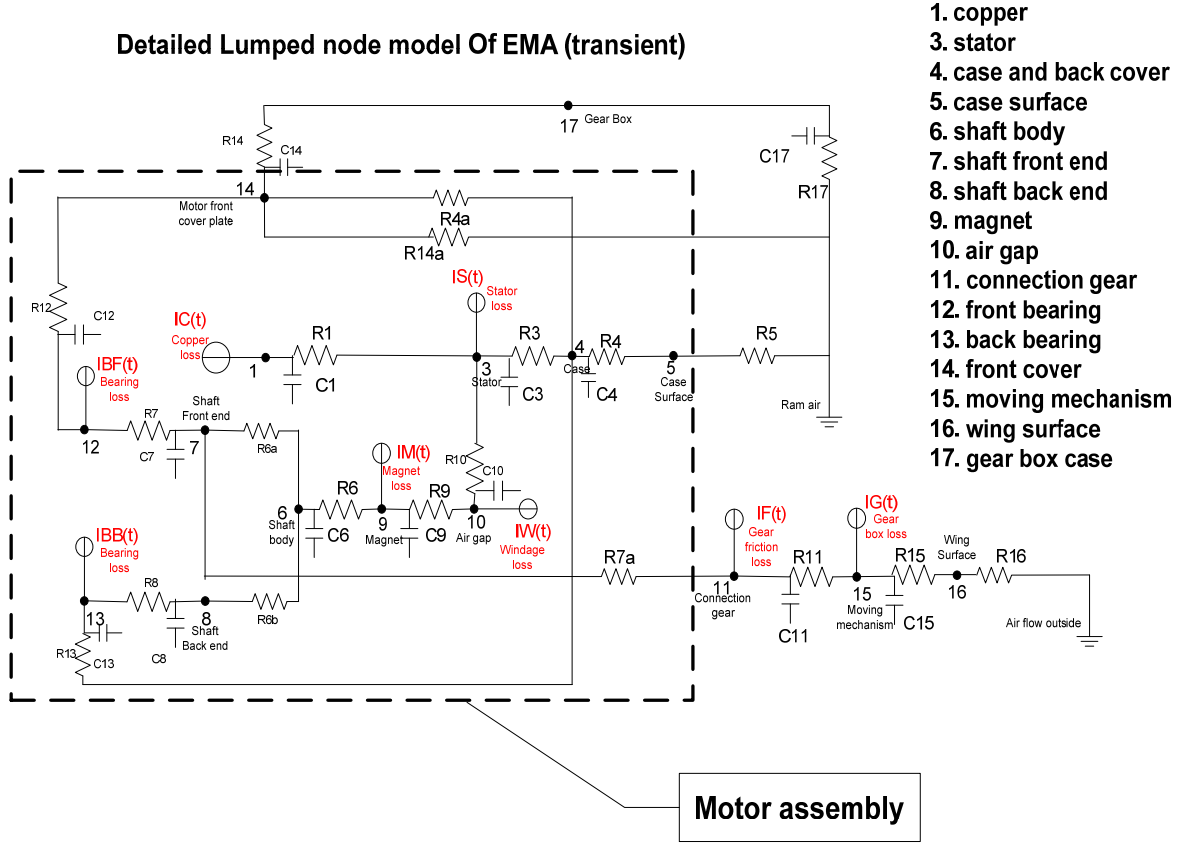 Detailed Lumped node model Of EMA (transient)
1. copper
3. stator
4. case and back cover
5. case surface
6. shaft body
7. shaft front end
8. shaft back end
9. magnet
10. air gap
11. connection gear
12. front bearing
13. back bearing
14. front cover
15. moving mechanism
16. wing surface
17. gear box case
17
Gear Box
R14
C14
C17
R17
14
Motor front
cover plate
R4a
R14a
R12
C12
IS(t)
Stator
loss
IC(t)
Copper
loss
1
R1
C1
3
Stator
R3
C3
4
Case
R4
C4
5
Case
Surface
R5
Ram air
IBF(t)
Bearing
loss
12
R7
C7
Shaft
Front end
7
R6a
IM(t)
Magnet
loss
R10
C10
6
Shaft
body
R6
C6
9
Magnet
R9
C9
10
Air gap
IW(t)
Windage
loss
IBB(t)
Bearing
loss
13
R8
C8
8
Shaft
Back end
R6b
R13
C13
R7a
IF(t)
Gear
friction
loss
11
Connection
gear
R11
C11
IG(t)
Gear
box loss
15
Moving
mechanism
R15
C15
Wing
Surface
16
R16
Air flow outside
Motor assembly